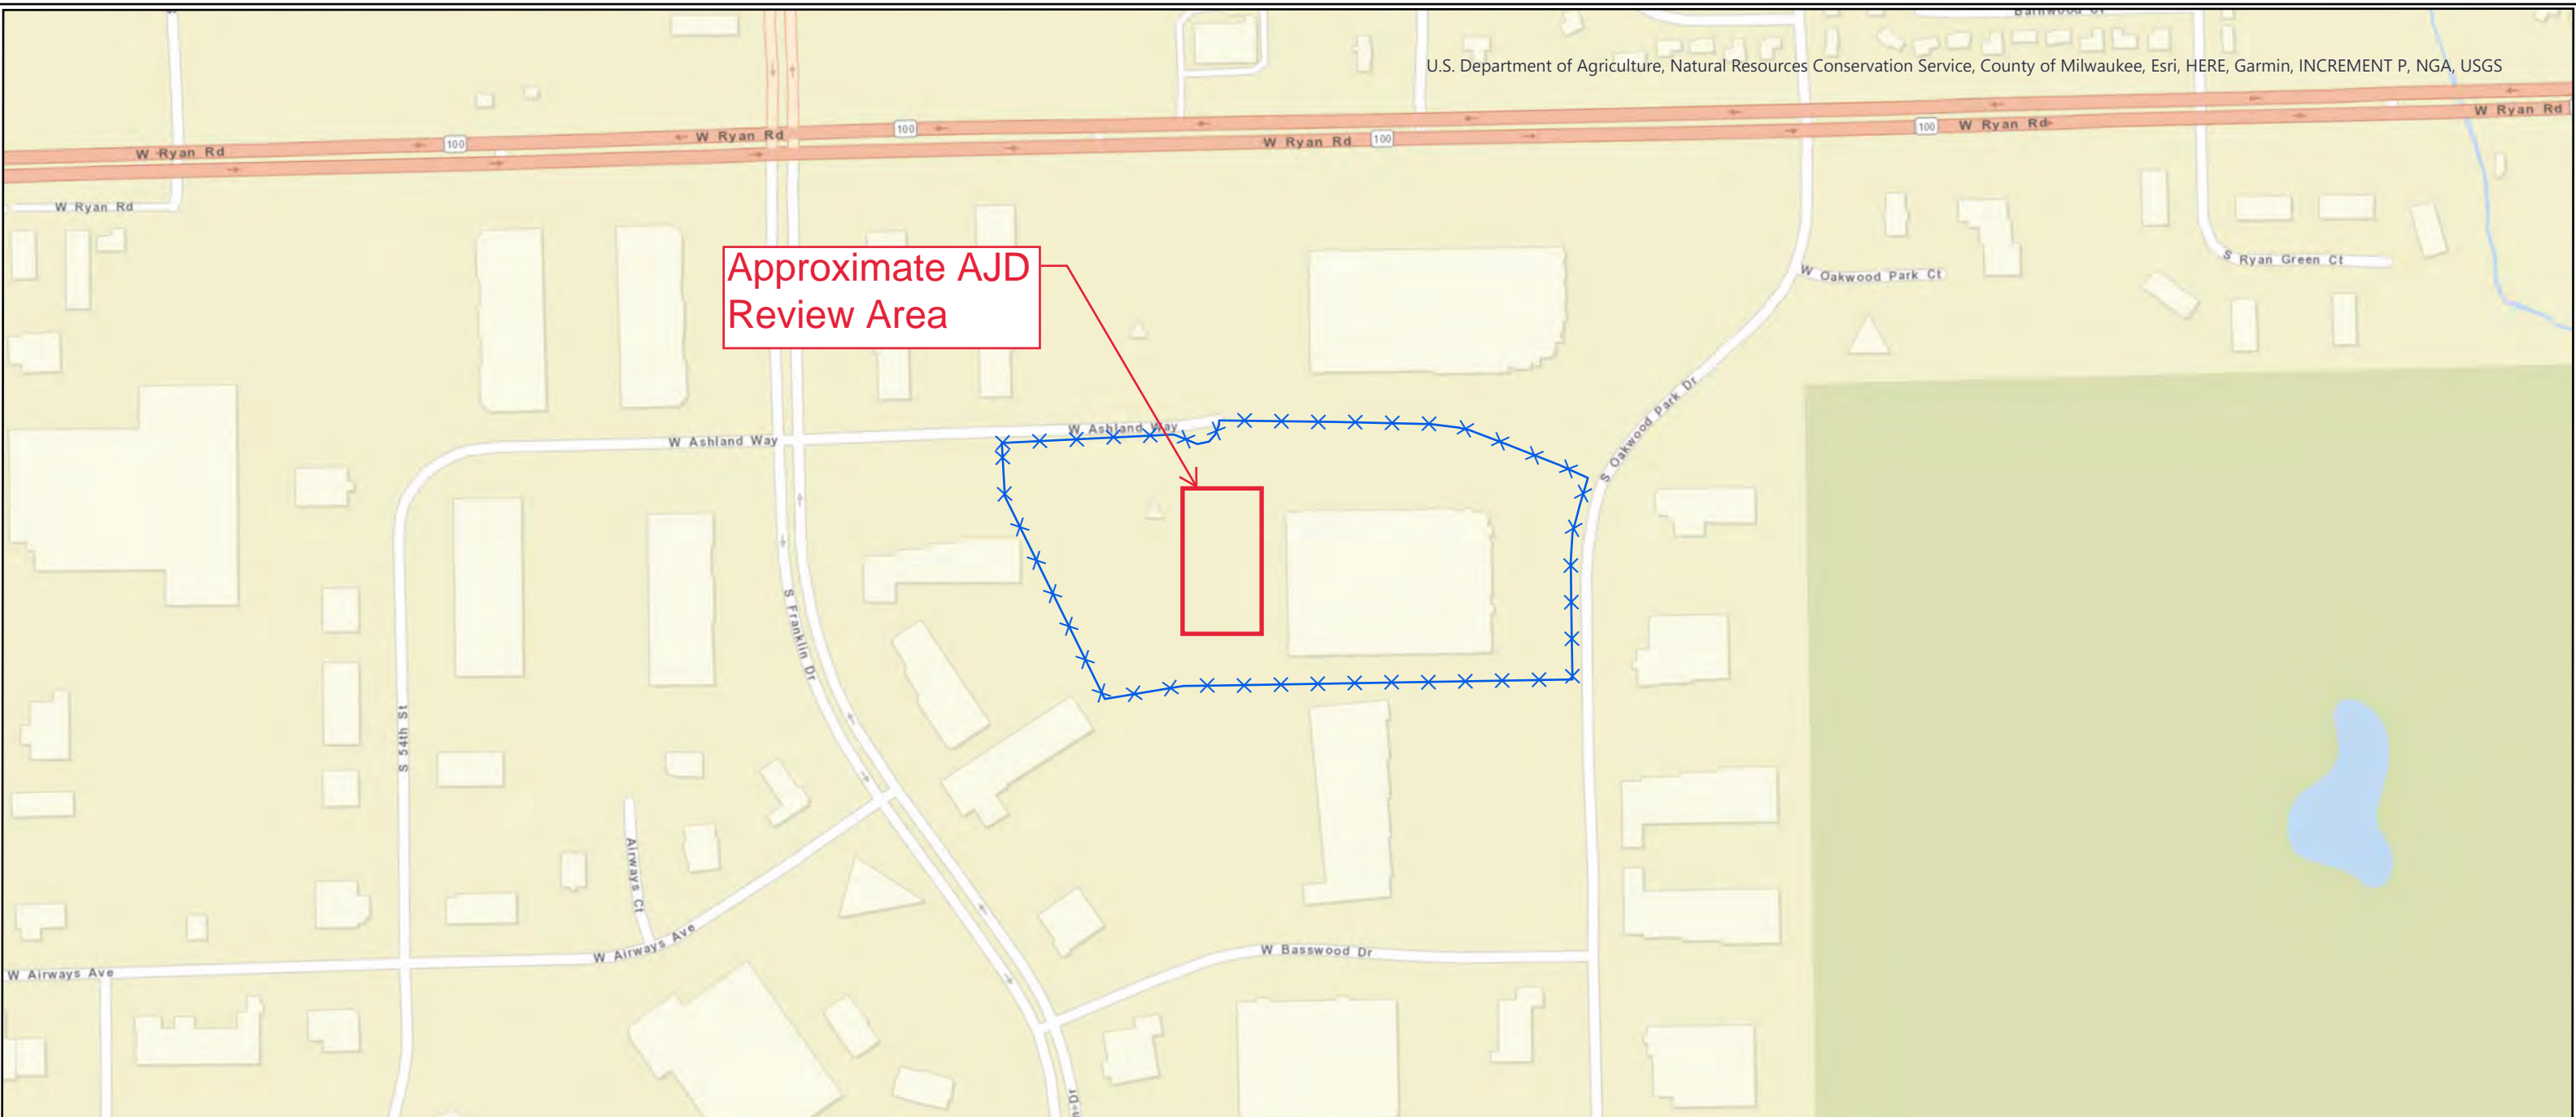 Barnwood Ct
U.S. Department of Agriculture, Natural Resources Conservation Service, County of Milwaukee, Esri, HERE, Garmin, INCREMENT P, NGA, USGS
W Ryan Rd
100
W Ryan Rd
100
W Ryan Rd
100
100
W Ryan Rd
W Ryan Rd
W Ryan Rd
Approximate AJD
Review Area
S Ryan Green Ct
W Oakwood Park Ct
S Oakwood Park Dr
W Ashland Way
W Ashland Way
S Franklin Dr
S 54th St
Airways Ct
W Airways Ave
W Airways Ave
W Basswood Dr